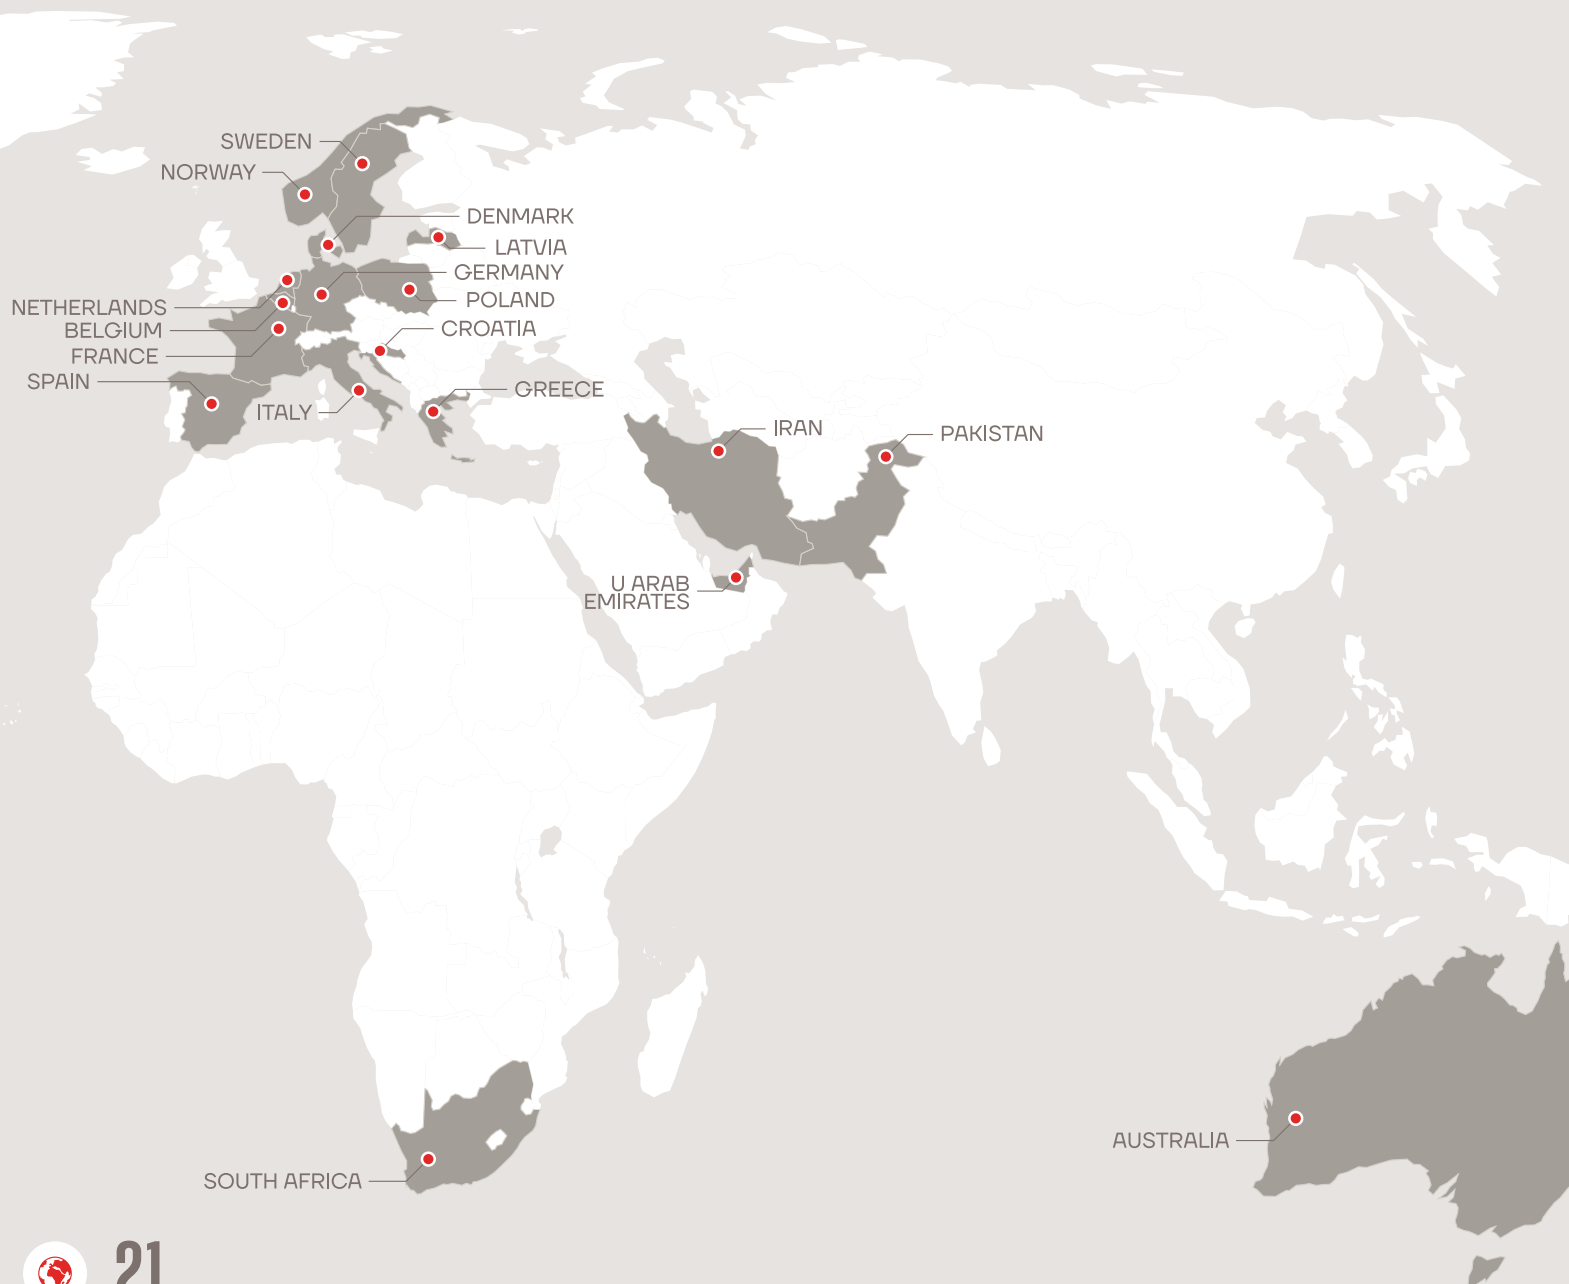 SWEDEN
NORWAY
DENMARK
LATVIA
GERMANY
POLAND
NETHERLANDS
BELGIUM
CROATIA
FRANCE
SPAIN
GREECE
ITALY
IRAN
PAKISTAN
U ARAB
EMIRATES
AUSTRALIA
SOUTH AFRICA
21